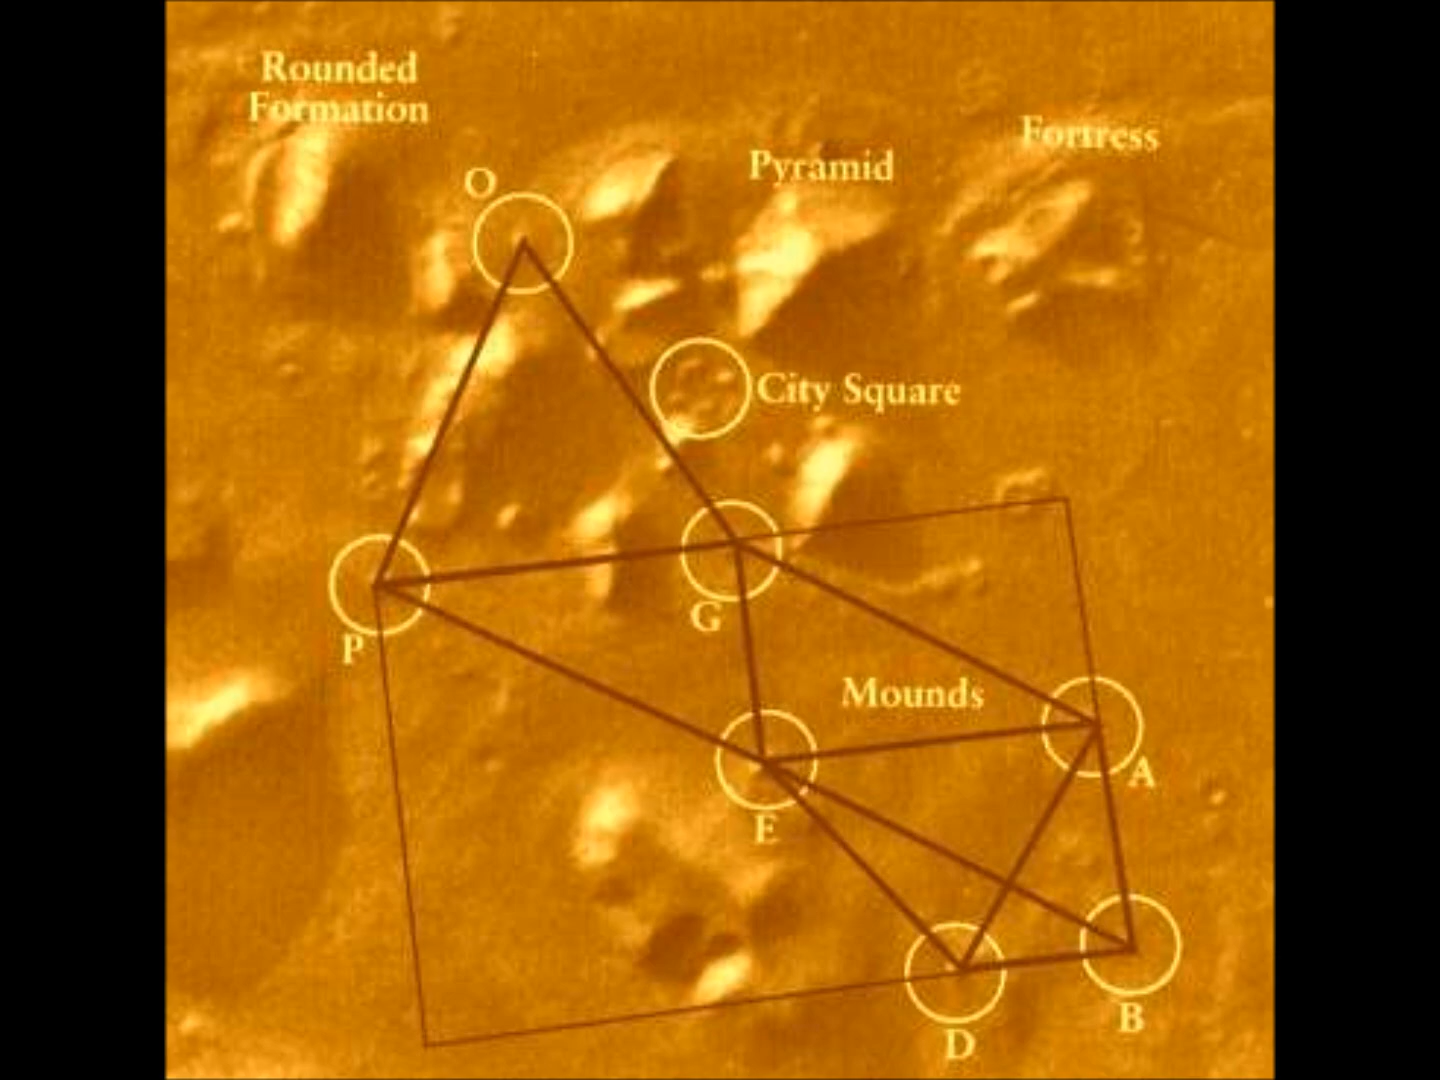 Rounded
Formation
Fortress
Pyramid
O
City Square
G
P
Mounds
A
E
B
D